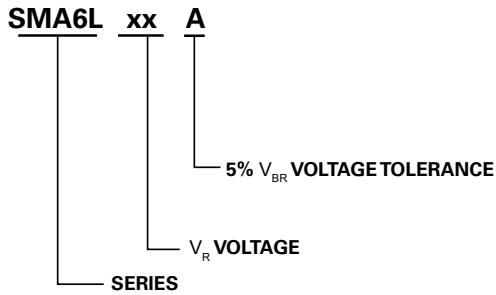 SMA6L xx A
5% VBR VOLTAGE TOLERANCE
VR VOLTAGE
SERIES